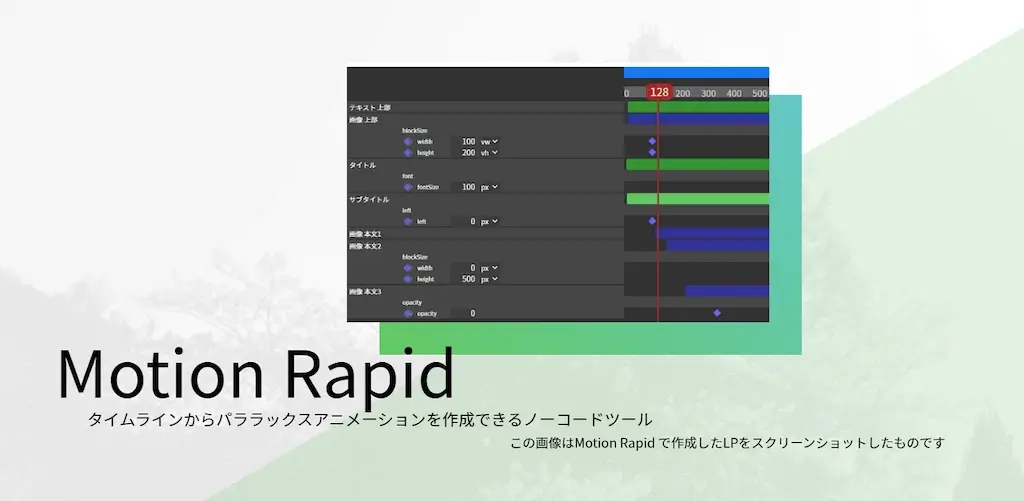 0 128 200 300 400 500
テキスト 上部
画像 上部
blockSize
width 100 vw
height 200 vh
タイトル
font
fontSize 100 px
サブタイトル
left
left 0 px
画像 本文1
画像 本文2
blockSize
width 0 px
height 500 px
画像 本文3
opacity
opacity 0
Motion Rapid
タイムラインからパララックスアニメーションを作成できるノーコードツール
この画像はMotion Rapid で作成したLPをスクリーンショットしたものです